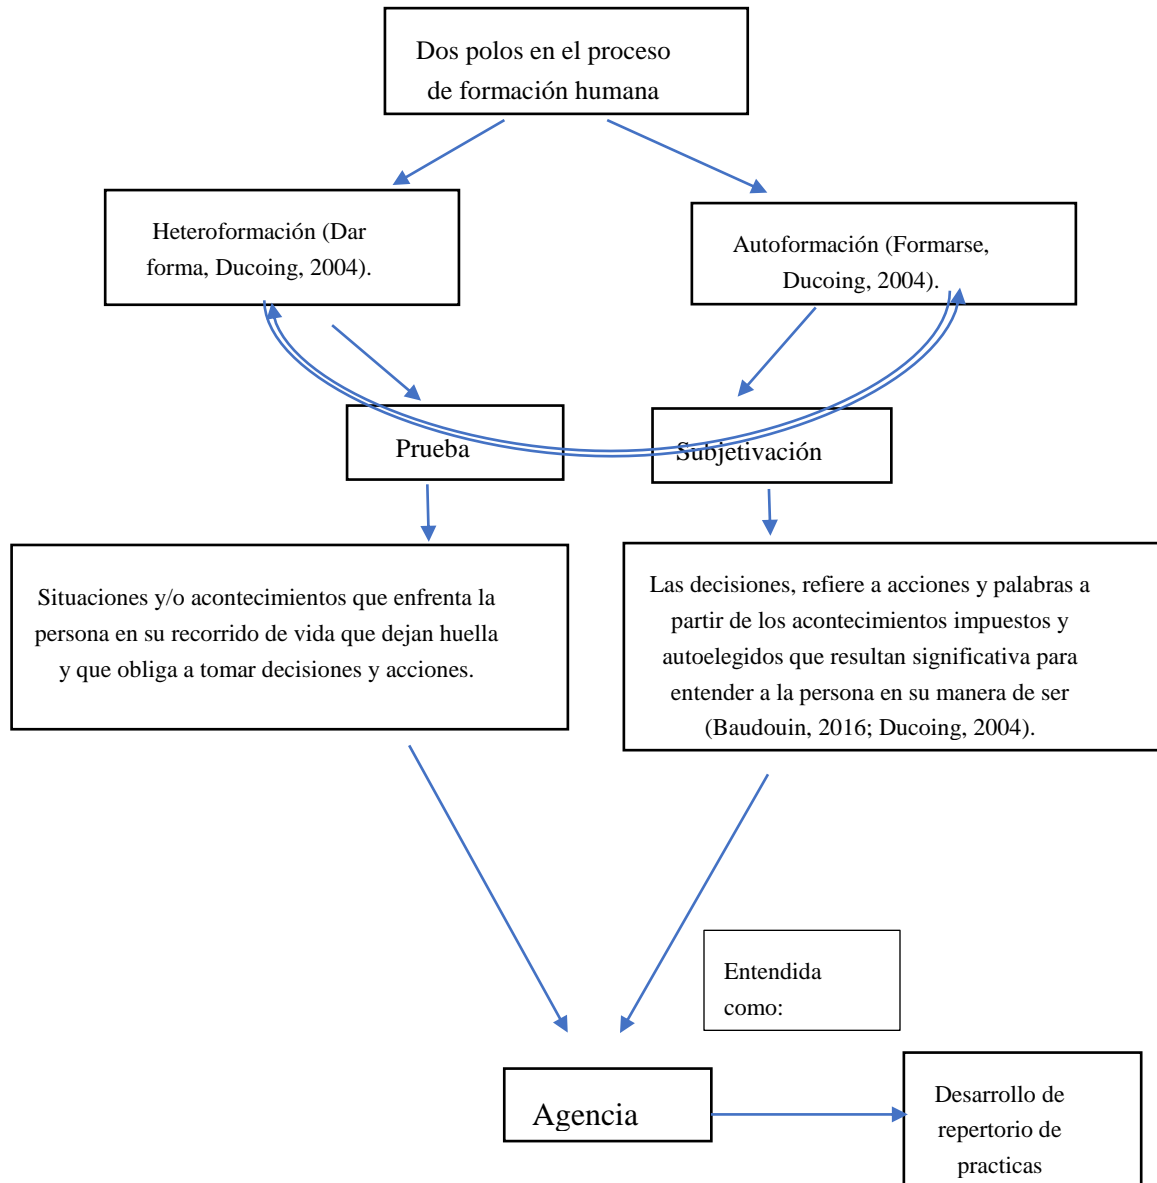 Dos polos en el proceso
de formación humana
Heteroformación (Dar
forma, Ducoing, 2004).
Autoformación (Formarse,
Ducoing, 2004).
Prueba
Subjetivación
Situaciones y/o acontecimientos que enfrenta la
persona en su recorrido de vida que dejan huella
y que obliga a tomar decisiones y acciones.
Las decisiones, refiere a acciones y palabras a
partir de los acontecimientos impuestos y
autoelegidos que resultan significativa para
entender a la persona en su manera de ser
(Baudouin, 2016; Ducoing, 2004).
Entendida
como:
Agencia
Desarrollo de
repertorio de
practicas